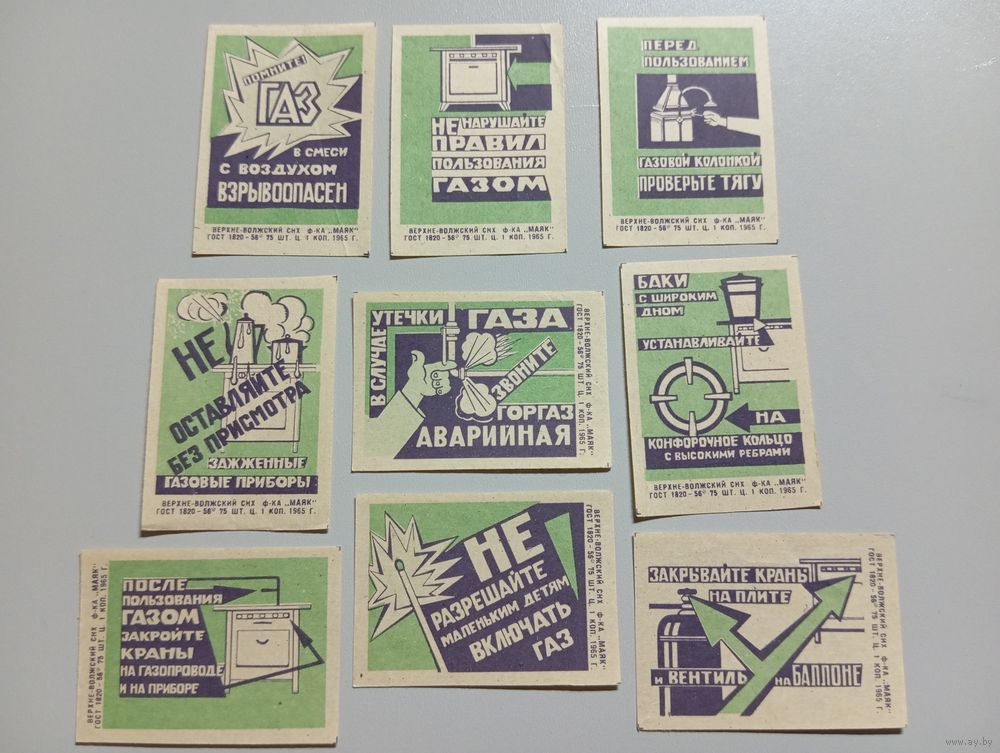 ПОМНИТЕ!
ГАЗ
В СМЕСИ
С ВОЗДУХОМ
ВЗРЫВООПАСЕН
ВЕРХНЕ-ВОЛЖСКИЙ СНХ Ф-КА „МАЯК"
ГОСТ 1820-56° 75 ШТ. Ц. 1 КОП. 1965 Г.
НЕ НАРУШАЙТЕ
ПРАВИЛ
ПОЛЬЗОВАНИЯ
ГАЗОМ
ВЕРХНЕ-ВОЛЖСКИЙ СНХ Ф-КА „МАЯК"
ГОСТ 1820-56° 75 ШТ. Ц. 1 КОП. 1965 Г.
ПЕРЕД
ПОЛЬЗОВАНИЕМ
ГАЗОВОЙ КОЛОНКОЙ
ПРОВЕРЬТЕ ТЯГУ
ВЕРХНЕ-ВОЛЖСКИЙ СНХ Ф-КА „МАЯК"
ГОСТ 1820-56° 75 ШТ. Ц. 1 КОП. 1965 Г.
НЕ
ОСТАВЛЯЙТЕ
БЕЗ ПРИСМОТРА
ЗАЖЖЕННЫЕ
ГАЗОВЫЕ ПРИБОРЫ
ВЕРХНЕ-ВОЛЖСКИЙ СНХ Ф-КА „МАЯК"
ГОСТ 1820-56° 75 ШТ. Ц. 1 КОП. 1965 Г.
В СЛУЧАЕ
УТЕЧКИ ГАЗА
ЗВОНИТЕ
ГОРГАЗ
АВАРИЙНАЯ
ВЕРХНЕ-ВОЛЖСКИЙ СНХ Ф-КА „МАЯК"
ГОСТ 1820-56° 75 ШТ. Ц. 1 КОП. 1965 Г.
БАКИ
С ШИРОКИМ
ДНОМ
УСТАНАВЛИВАЙТЕ
НА
КОНФОРОЧНОЕ КОЛЬЦО
С ВЫСОКИМИ РЕБРАМИ
ВЕРХНЕ-ВОЛЖСКИЙ СНХ Ф-КА „МАЯК"
ГОСТ 1820-56° 75 ШТ. Ц. 1 КОП. 1965 Г.
ПОСЛЕ
ПОЛЬЗОВАНИЯ
ГАЗОМ
ЗАКРОЙТЕ
КРАНЫ
НА ГАЗОПРОВОДЕ
И НА ПРИБОРЕ
ВЕРХНЕ-ВОЛЖСКИЙ СНХ Ф-КА „МАЯК"
ГОСТ 1820-56° 75 ШТ. Ц. 1 КОП. 1965 Г.
НЕ
РАЗРЕШАЙТЕ
МАЛЕНЬКИМ ДЕТЯМ
ВКЛЮЧАТЬ
ГАЗ
ВЕРХНЕ-ВОЛЖСКИЙ СНХ Ф-КА „МАЯК"
ГОСТ 1820-56° 75 ШТ. Ц. 1 КОП. 1965 Г.
ЗАКРЫВАЙТЕ КРАНЫ
НА ПЛИТЕ
И ВЕНТИЛЬ НА БАЛЛОНЕ
ВЕРХНЕ-ВОЛЖСКИЙ СНХ Ф-КА „МАЯК"
ГОСТ 1820-56° 75 ШТ. Ц. 1 КОП. 1965 Г.
www.ay.by